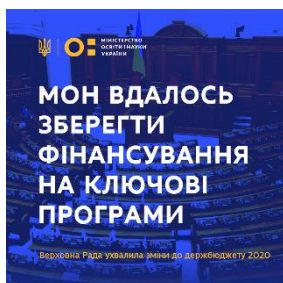 МІНІСТЕРСТВО
ОСВІТИ І НАУКИ
УКРАЇНИ
МОН ВДАЛОСЬ
ЗБЕРЕГТИ
ФІНАНСУВАННЯ
НА КЛЮЧОВІ
ПРОГРАМИ
Верховна Рада ухвалила зміни до держбюджету 2020